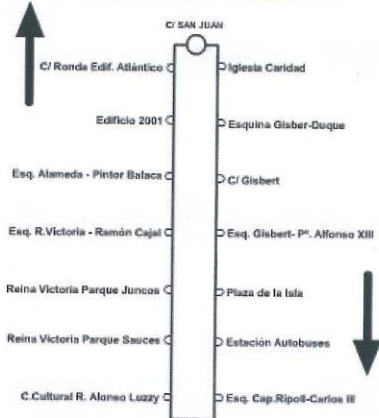 C/ SAN JUAN
C/ Ronda Edif. Atlántico
Iglesia Caridad
Edificio 2001
Esquina Gisber-Duque
Esq. Alameda - Pintor Balaca
C/ Gisbert
Esq. R.Victoria - Ramón Cajal
Esq. Gisbert- Pº. Alfonso XIII
Reina Victoria Parque Juncos
Plaza de la Isla
Reina Victoria Parque Sauces
Estación Autobuses
C.Cultural R. Alonso Luzzy
Esq. Cap.Ripoll-Carlos III